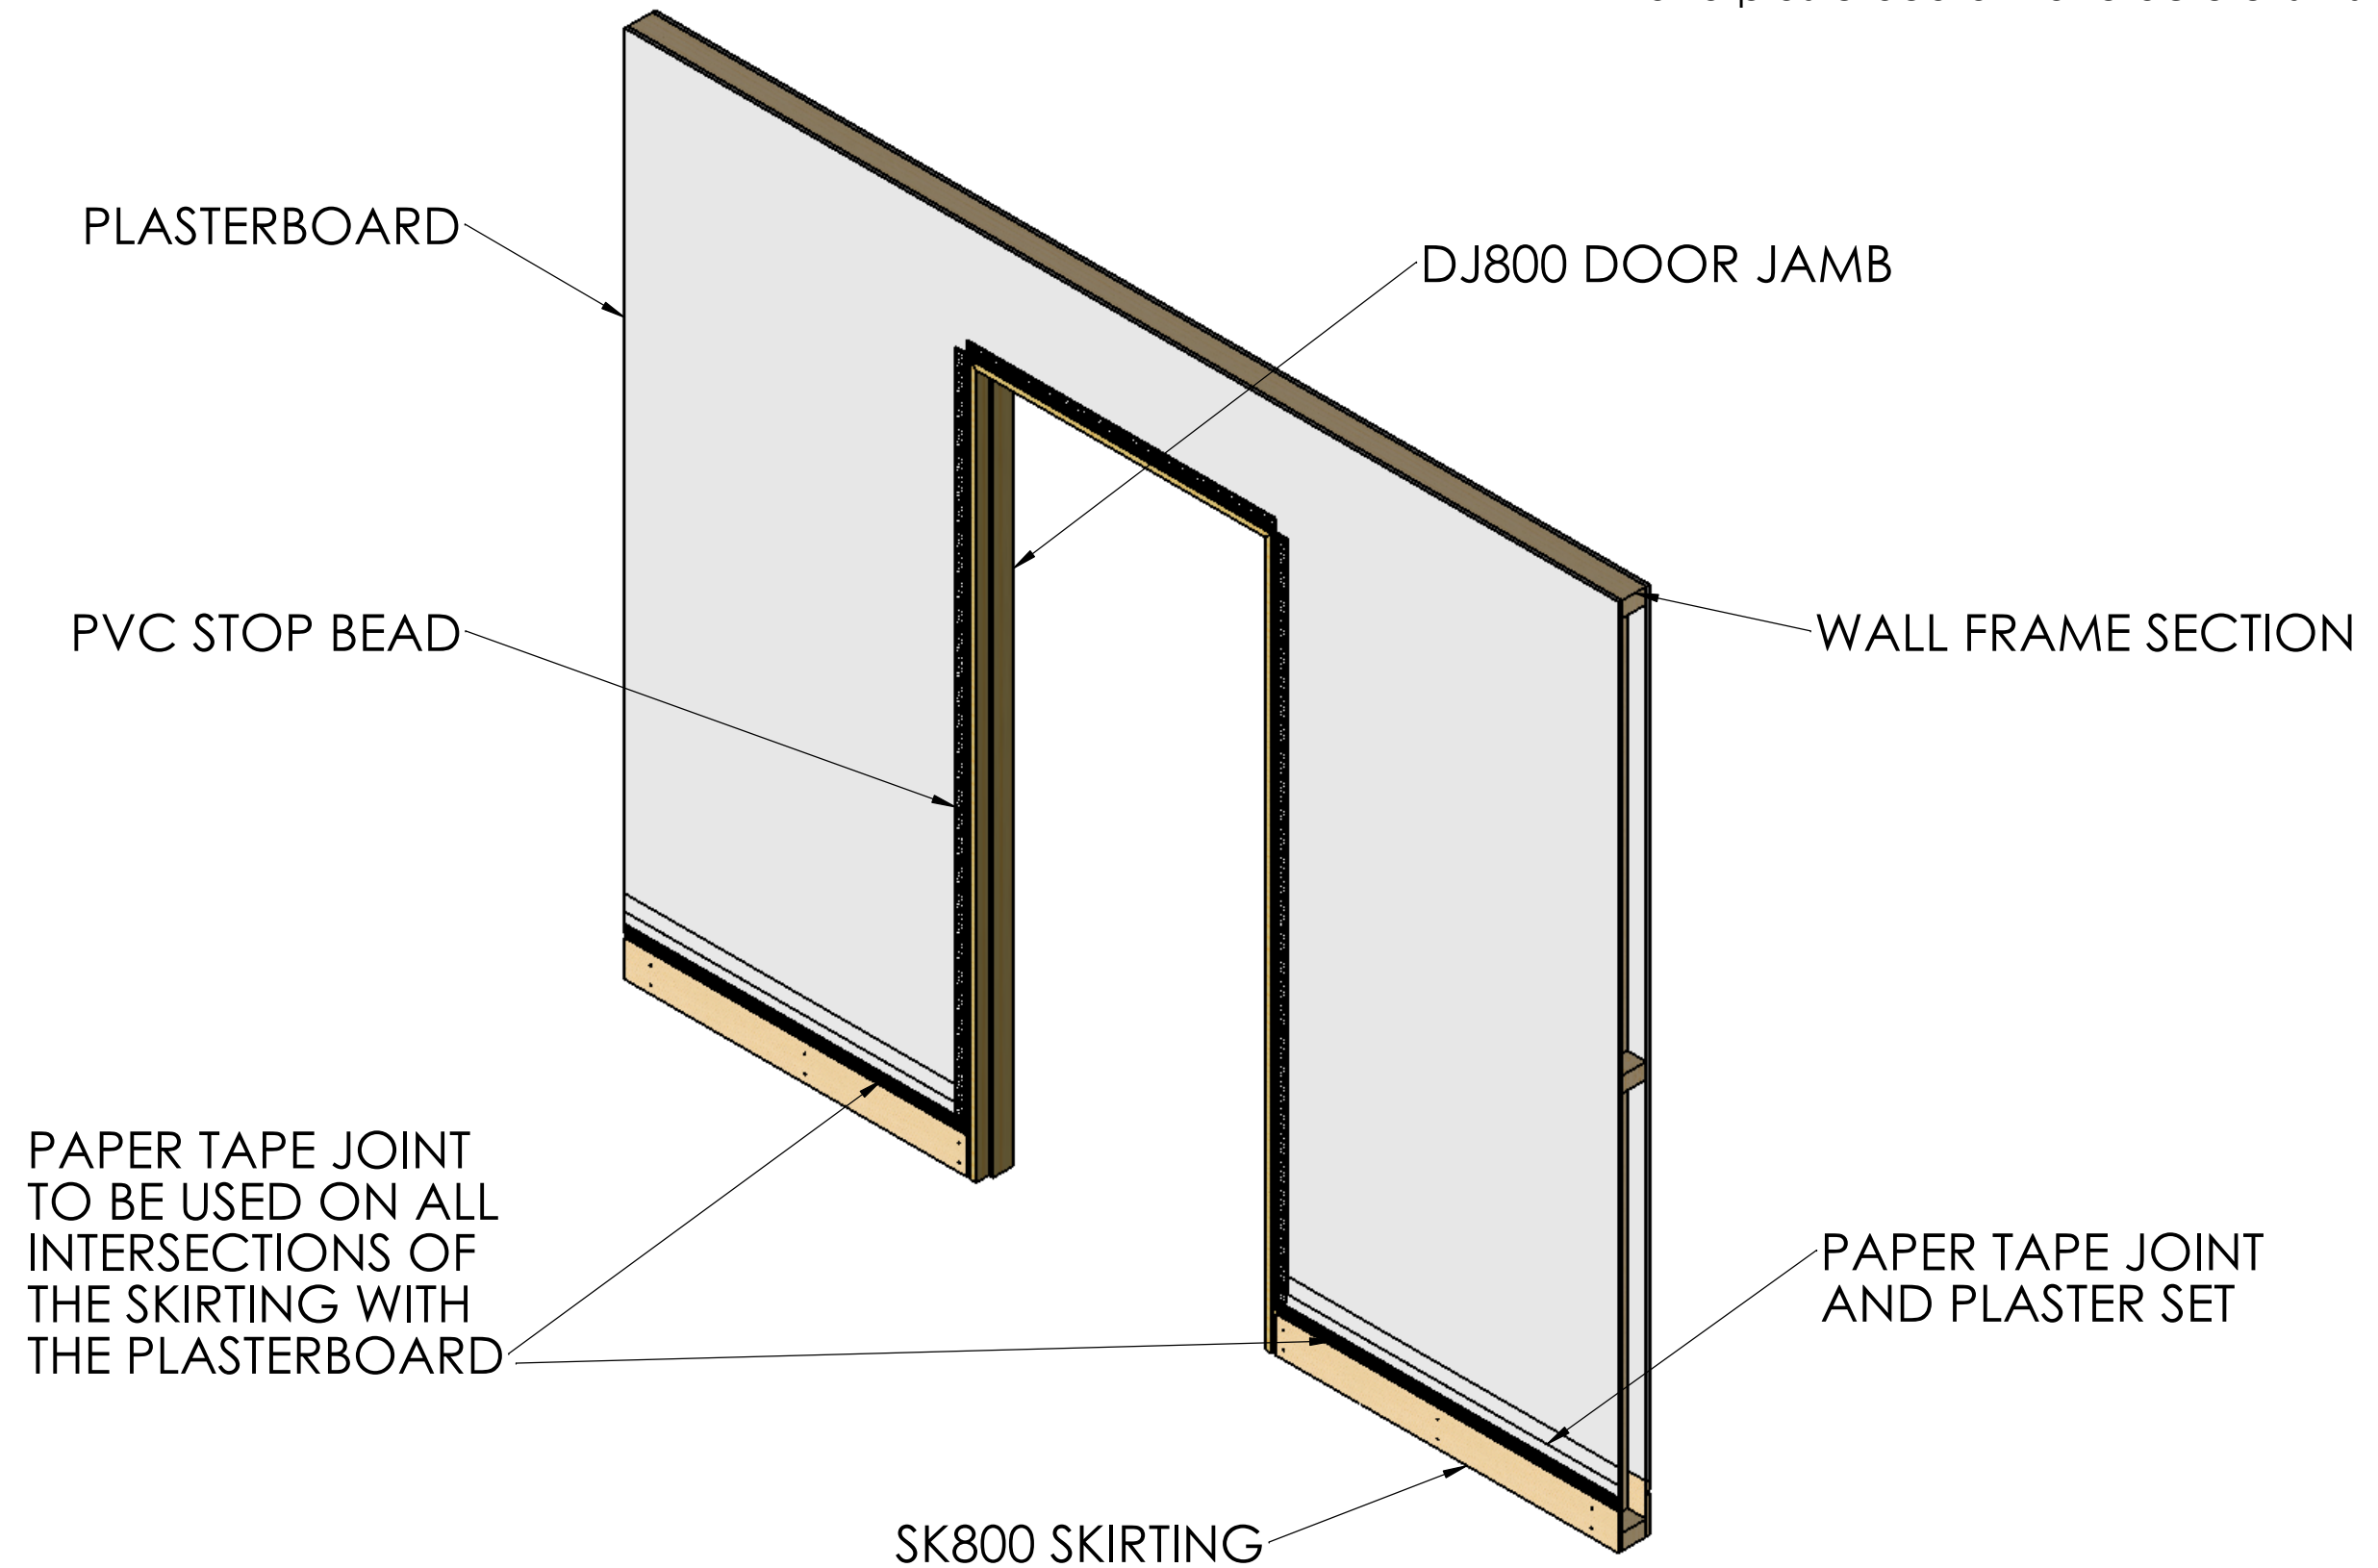 PLASTERBOARD
DJ800 DOOR JAMB
PVC STOP BEAD
WALL FRAME SECTION
PAPER TAPE JOINT
TO BE USED ON ALL
INTERSECTIONS OF
THE SKIRTING WITH
THE PLASTERBOARD
PAPER TAPE JOINT
AND PLASTER SET
SK800 SKIRTING